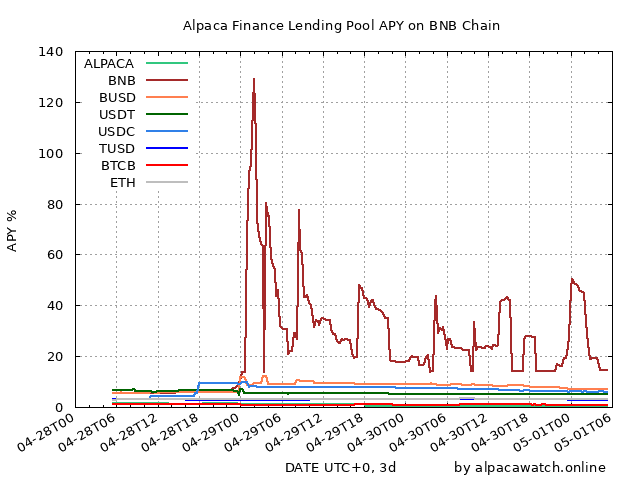 Alpaca Finance Lending Pool APY on BNB Chain
140
120
100
80
60
40
20
0
APY %
ALPACA
BNB
BUSD
USDT
USDC
TUSD
BTCB
ETH
04-28T00
04-28T06
04-28T12
04-28T18
04-29T00
04-29T06
04-29T12
04-29T18
04-30T00
04-30T06
04-30T12
04-30T18
05-01T00
05-01T06
DATE UTC+0, 3d
by alpacawatch.online